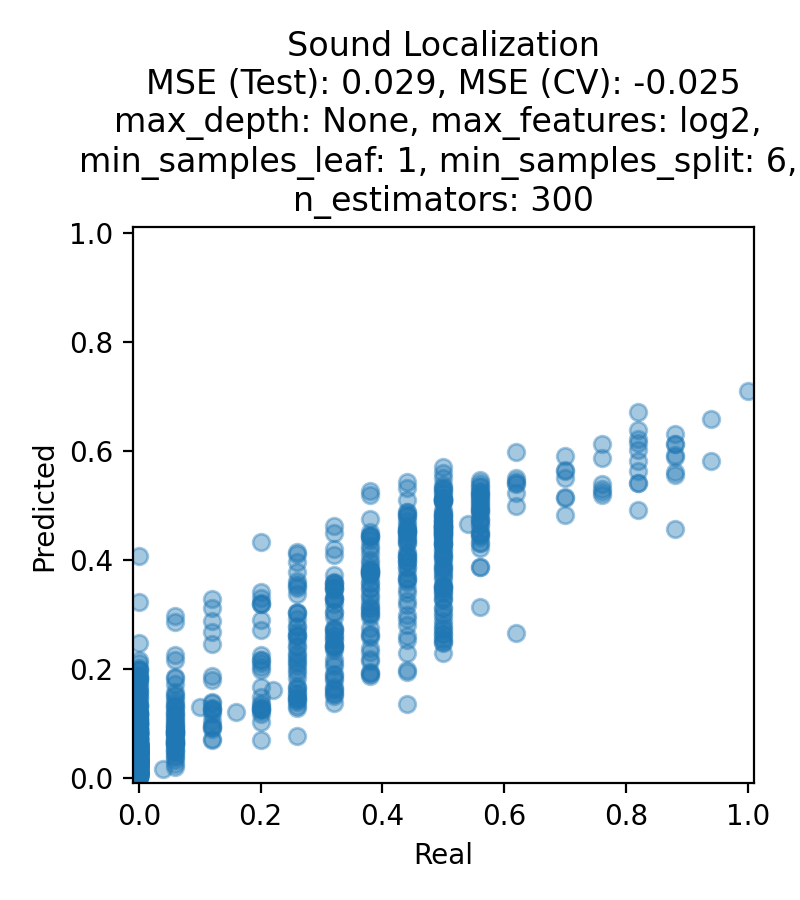 Sound Localization
MSE (Test): 0.029, MSE (CV): -0.025
max_depth: None, max_features: log2,
min_samples_leaf: 1, min_samples_split: 6,
n_estimators: 300
1.0
0.8
0.6
0.4
0.2
0.0
Predicted
0.0 0.2 0.4 0.6 0.8 1.0
Real